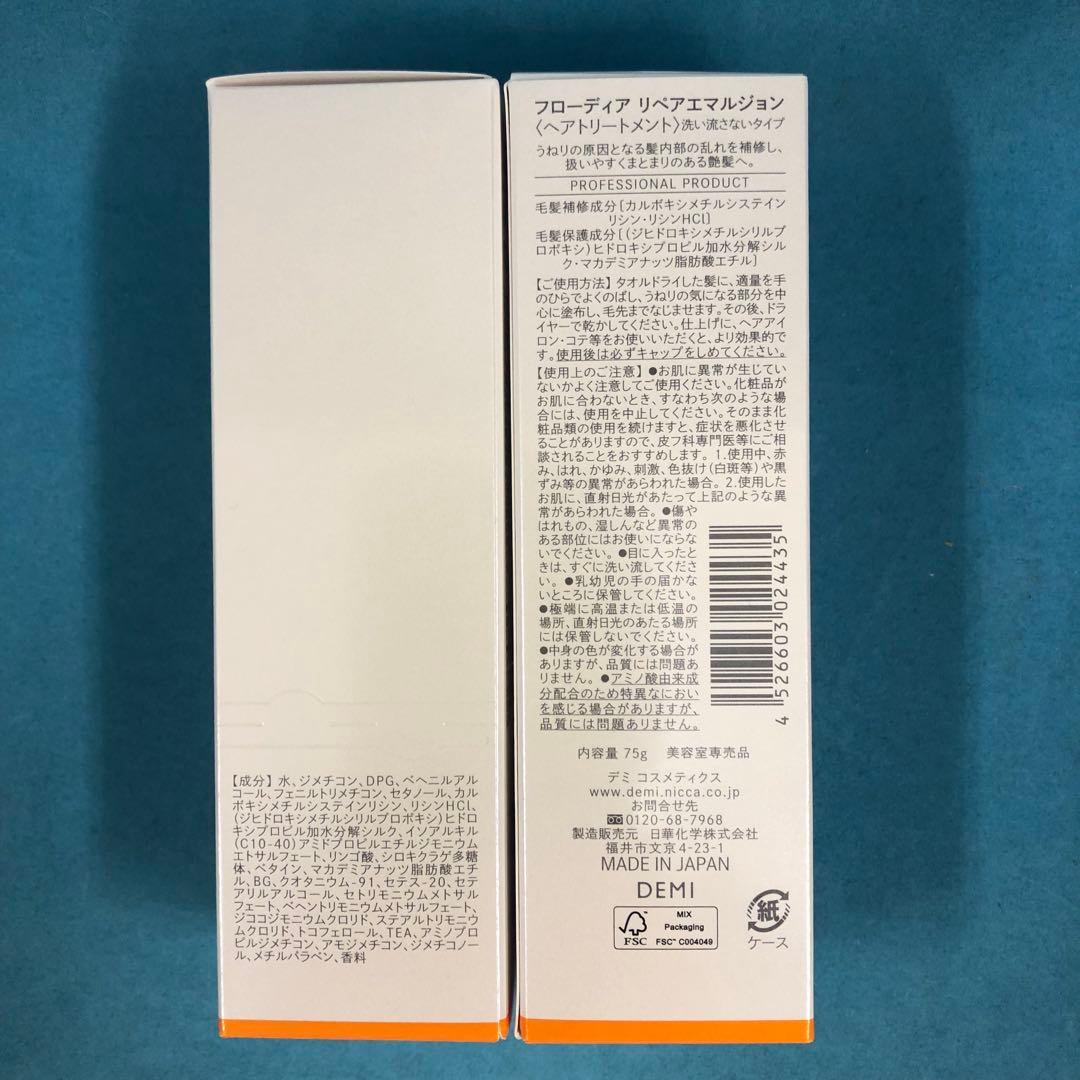 【成分】水、ジメチコン、DPG、ベヘニルアル
コール、フェニルトリメチコン、セタノール、カル
ボキシメチルシステインリシン、リシンHCl、
(ジヒドロキシメチルシリルプロポキシ)ヒドロ
キシプロピル加水分解シルク、イソアルキル
(C10-40)アミドプロピルエチルジモニウム
エトサルフェート、リンゴ酸、シロキクラゲ多糖
体、ベタイン、マカデミアナッツ脂肪酸エチ
ル、BG、クオタニウム-91、セテス-20、セテ
アリルアルコール、セトリモニウムメトサル
フェート、ベヘントリモニウムメトサルフェート、
ジココジモニウムクロリド、ステアルトリモニウ
ムクロリド、トコフェロール、TEA、アミノプロ
ピルジメチコン、アモジメチコン、ジメチコノー
ル、メチルパラベン、香料
フローディア リペアエマルジョン
〈ヘアトリートメント〉洗い流さないタイプ
うねりの原因となる髪内部の乱れを補修し、
扱いやすくまとまりのある艶髪へ。
PROFESSIONAL PRODUCT
毛髪補修成分〔カルボキシメチルシステイン
リシン・リシンHCl〕
毛髪保護成分〔(ジヒドロキシメチルシリルプ
ロポキシ)ヒドロキシプロピル加水分解シル
ク・マカデミアナッツ脂肪酸エチル〕
【ご使用方法】タオルドライした髪に、適量を手
のひらでよくのばし、うねりの気になる部分を中
心に塗布し、毛先までなじませます。その後、ドラ
イヤーで乾かしてください。仕上げに、ヘアアイ
ロン・コテ等をお使いいただくと、より効果的で
す。使用後は必ずキャップをしめてください。
【使用上のご注意】●お肌に異常が生じてい
ないかよく注意してご使用ください。化粧品が
お肌に合わないとき、すなわち次のような場
合には、使用を中止してください。そのまま化
粧品類の使用を続けますと、症状を悪化させ
ることがありますので、皮フ科専門医等にご相
談されることをおすすめします。1.使用中、赤
み、はれ、かゆみ、刺激、色抜け(白斑等)や黒
ずみ等の異常があらわれた場合。2.使用した
お肌に、直射日光があたって上記のような異
常があらわれた場合。●傷や
はれもの、湿しんなど異常の
ある部位にはお使いにならな
いでください。●目に入ったと
きは、すぐに洗い流してくださ
い。●乳幼児の手の届かな
いところに保管してください。
●極端に高温または低温の
場所、直射日光のあたる場所
には保管しないでください。
●中身の色が変化する場合が
ありますが、品質には問題あ
りません。●アミノ酸由来成
分配合のため特異なにおい
を感じる場合がありますが、
品質には問題ありません。
4 526603 024435
内容量 75g 美容室専売品
デミ コスメティクス
www.demi.nicca.co.jp
お問合せ先
0120-68-7968
製造販売元 日華化学株式会社
福井市文京4-23-1
MADE IN JAPAN
DEMI
FSC
MIX
Packaging
FSC™ C004049
紙
ケース